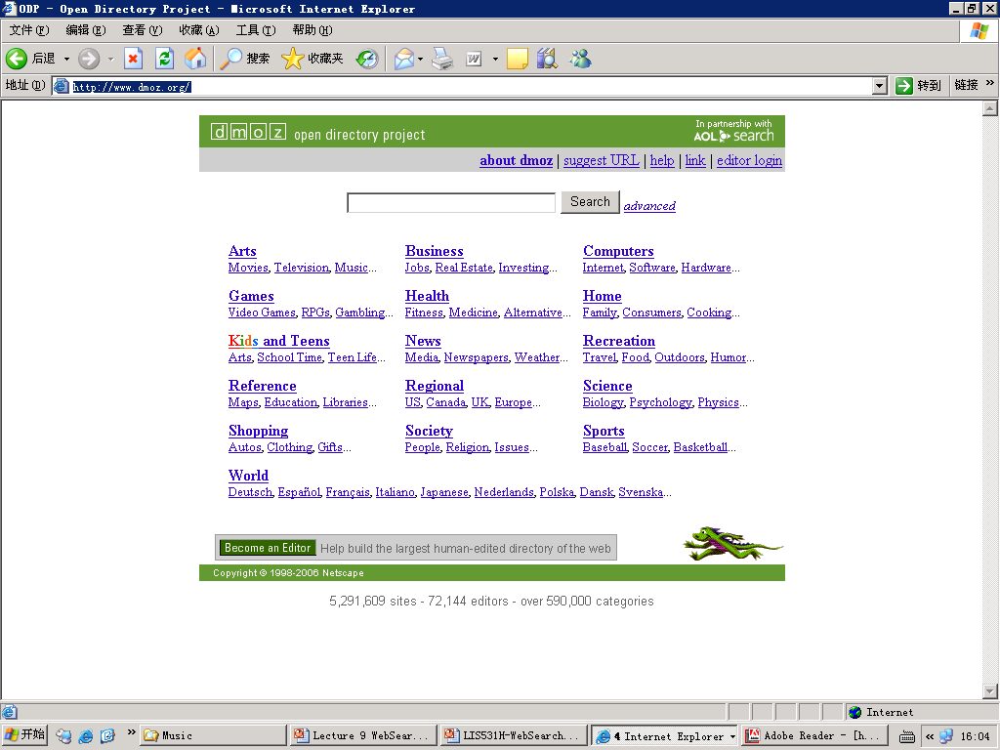 ODP - Open Directory Project - Microsoft Internet Explorer
文件(F) 编辑(E) 查看(V) 收藏(A) 工具(T) 帮助(H)
后退 搜索 收藏夹
地址(D) http://www.dmoz.org/ 转到 链接 »
dmoz open directory project In partnership with AOL search
about dmoz | suggest URL | help | link | editor login
Search advanced
Arts Business Computers
Movies, Television, Music... Jobs, Real Estate, Investing... Internet, Software, Hardware...
Games Health Home
Video Games, RPGs, Gambling... Fitness, Medicine, Alternative... Family, Consumers, Cooking...
Kids and Teens News Recreation
Arts, School Time, Teen Life... Media, Newspapers, Weather... Travel, Food, Outdoors, Humor...
Reference Regional Science
Maps, Education, Libraries... US, Canada, UK, Europe... Biology, Psychology, Physics...
Shopping Society Sports
Autos, Clothing, Gifts... People, Religion, Issues... Baseball, Soccer, Basketball...
World
Deutsch, Español, Français, Italiano, Japanese, Nederlands, Polska, Dansk, Svenska...
Become an Editor Help build the largest human-edited directory of the web
Copyright © 1998-2006 Netscape
5,291,609 sites - 72,144 editors - over 590,000 categories
Internet
开始 » Music Lecture 9 WebSear... LIS531H-WebSearch... 4 Internet Explorer Adobe Reader - [h... « 16:04